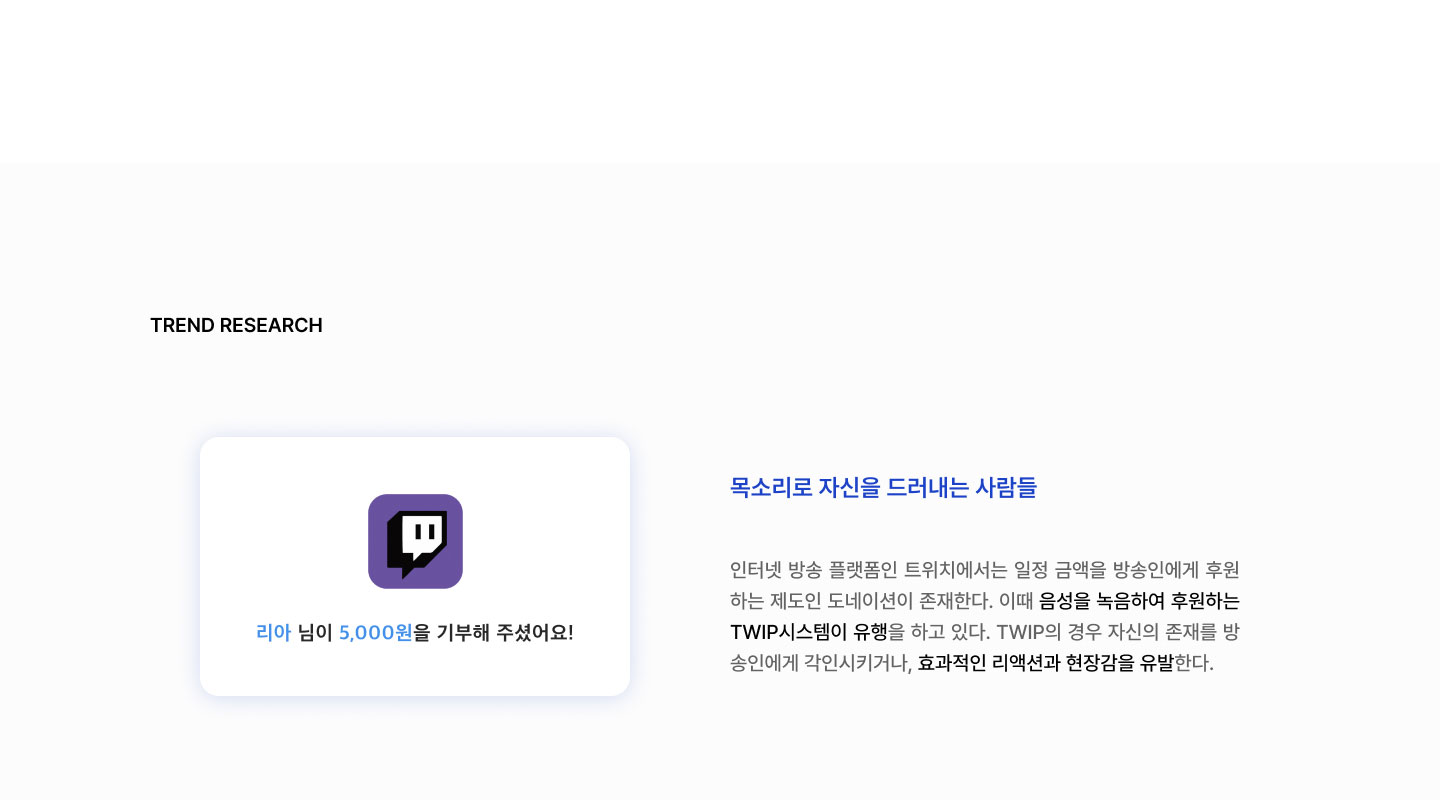 TREND RESEARCH
리아 님이 5,000원을 기부해 주셨어요!
목소리로 자신을 드러내는 사람들
인터넷 방송 플랫폼인 트위치에서는 일정 금액을 방송인에게 후원
하는 제도인 도네이션이 존재한다. 이때 음성을 녹음하여 후원하는
TWIP시스템이 유행을 하고 있다. TWIP의 경우 자신의 존재를 방
송인에게 각인시키거나, 효과적인 리액션과 현장감을 유발한다.